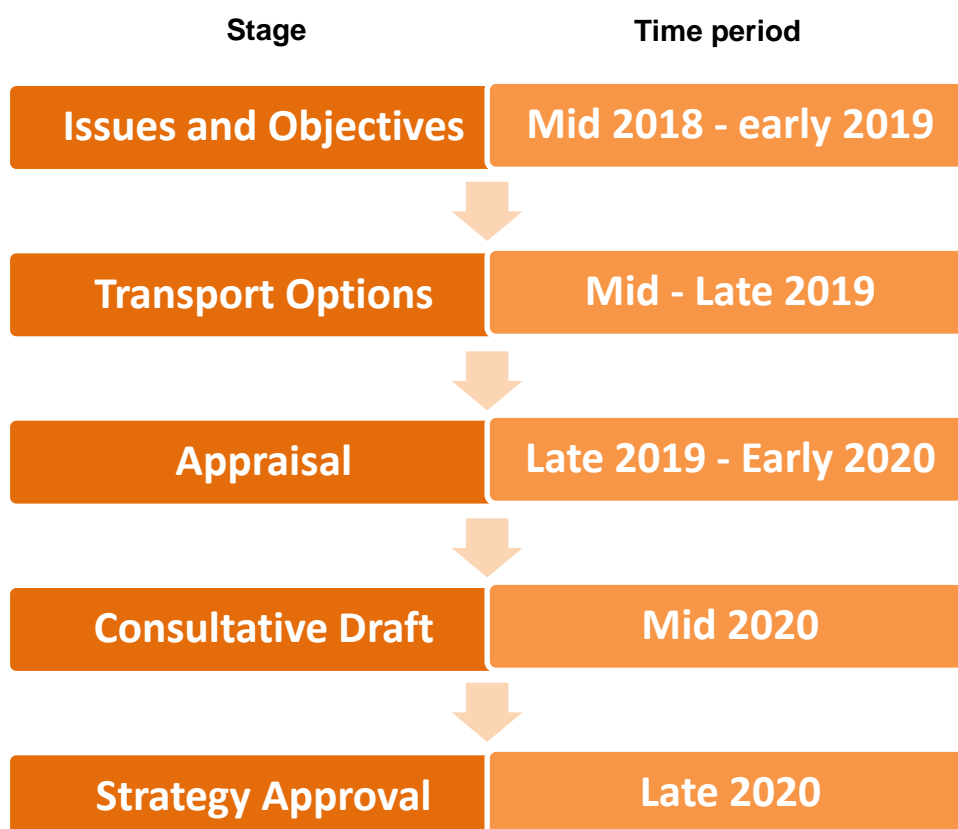 Stage Time period
Issues and Objectives Mid 2018 - early 2019
Transport Options Mid - Late 2019
Appraisal Late 2019 - Early 2020
Consultative Draft Mid 2020
Strategy Approval Late 2020